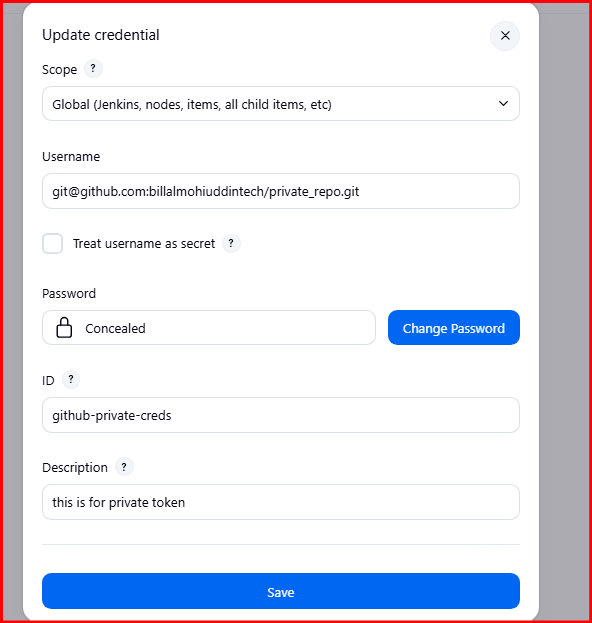 Update credential
Scope ?
Global (Jenkins, nodes, items, all child items, etc)
Username
git@github.com:billalmohiuddintech/private_repo.git
Treat username as secret ?
Password
Concealed
Change Password
ID ?
github-private-creds
Description ?
this is for private token
Save